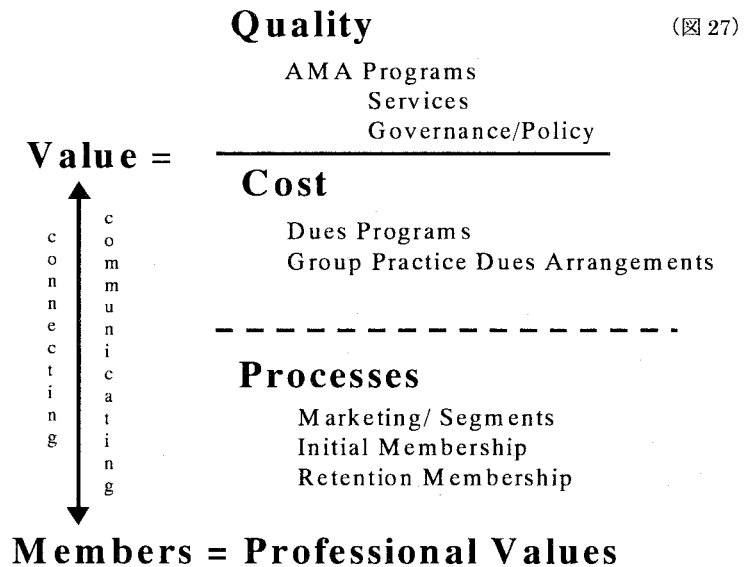 Quality
(図 27)
AMA Programs
Services
Governance/Policy
Value =
Cost
Dues Programs
Group Practice Dues Arrangements
connecting
communicating
Processes
Marketing/ Segments
Initial Membership
Retention Membership
Members = Professional Values